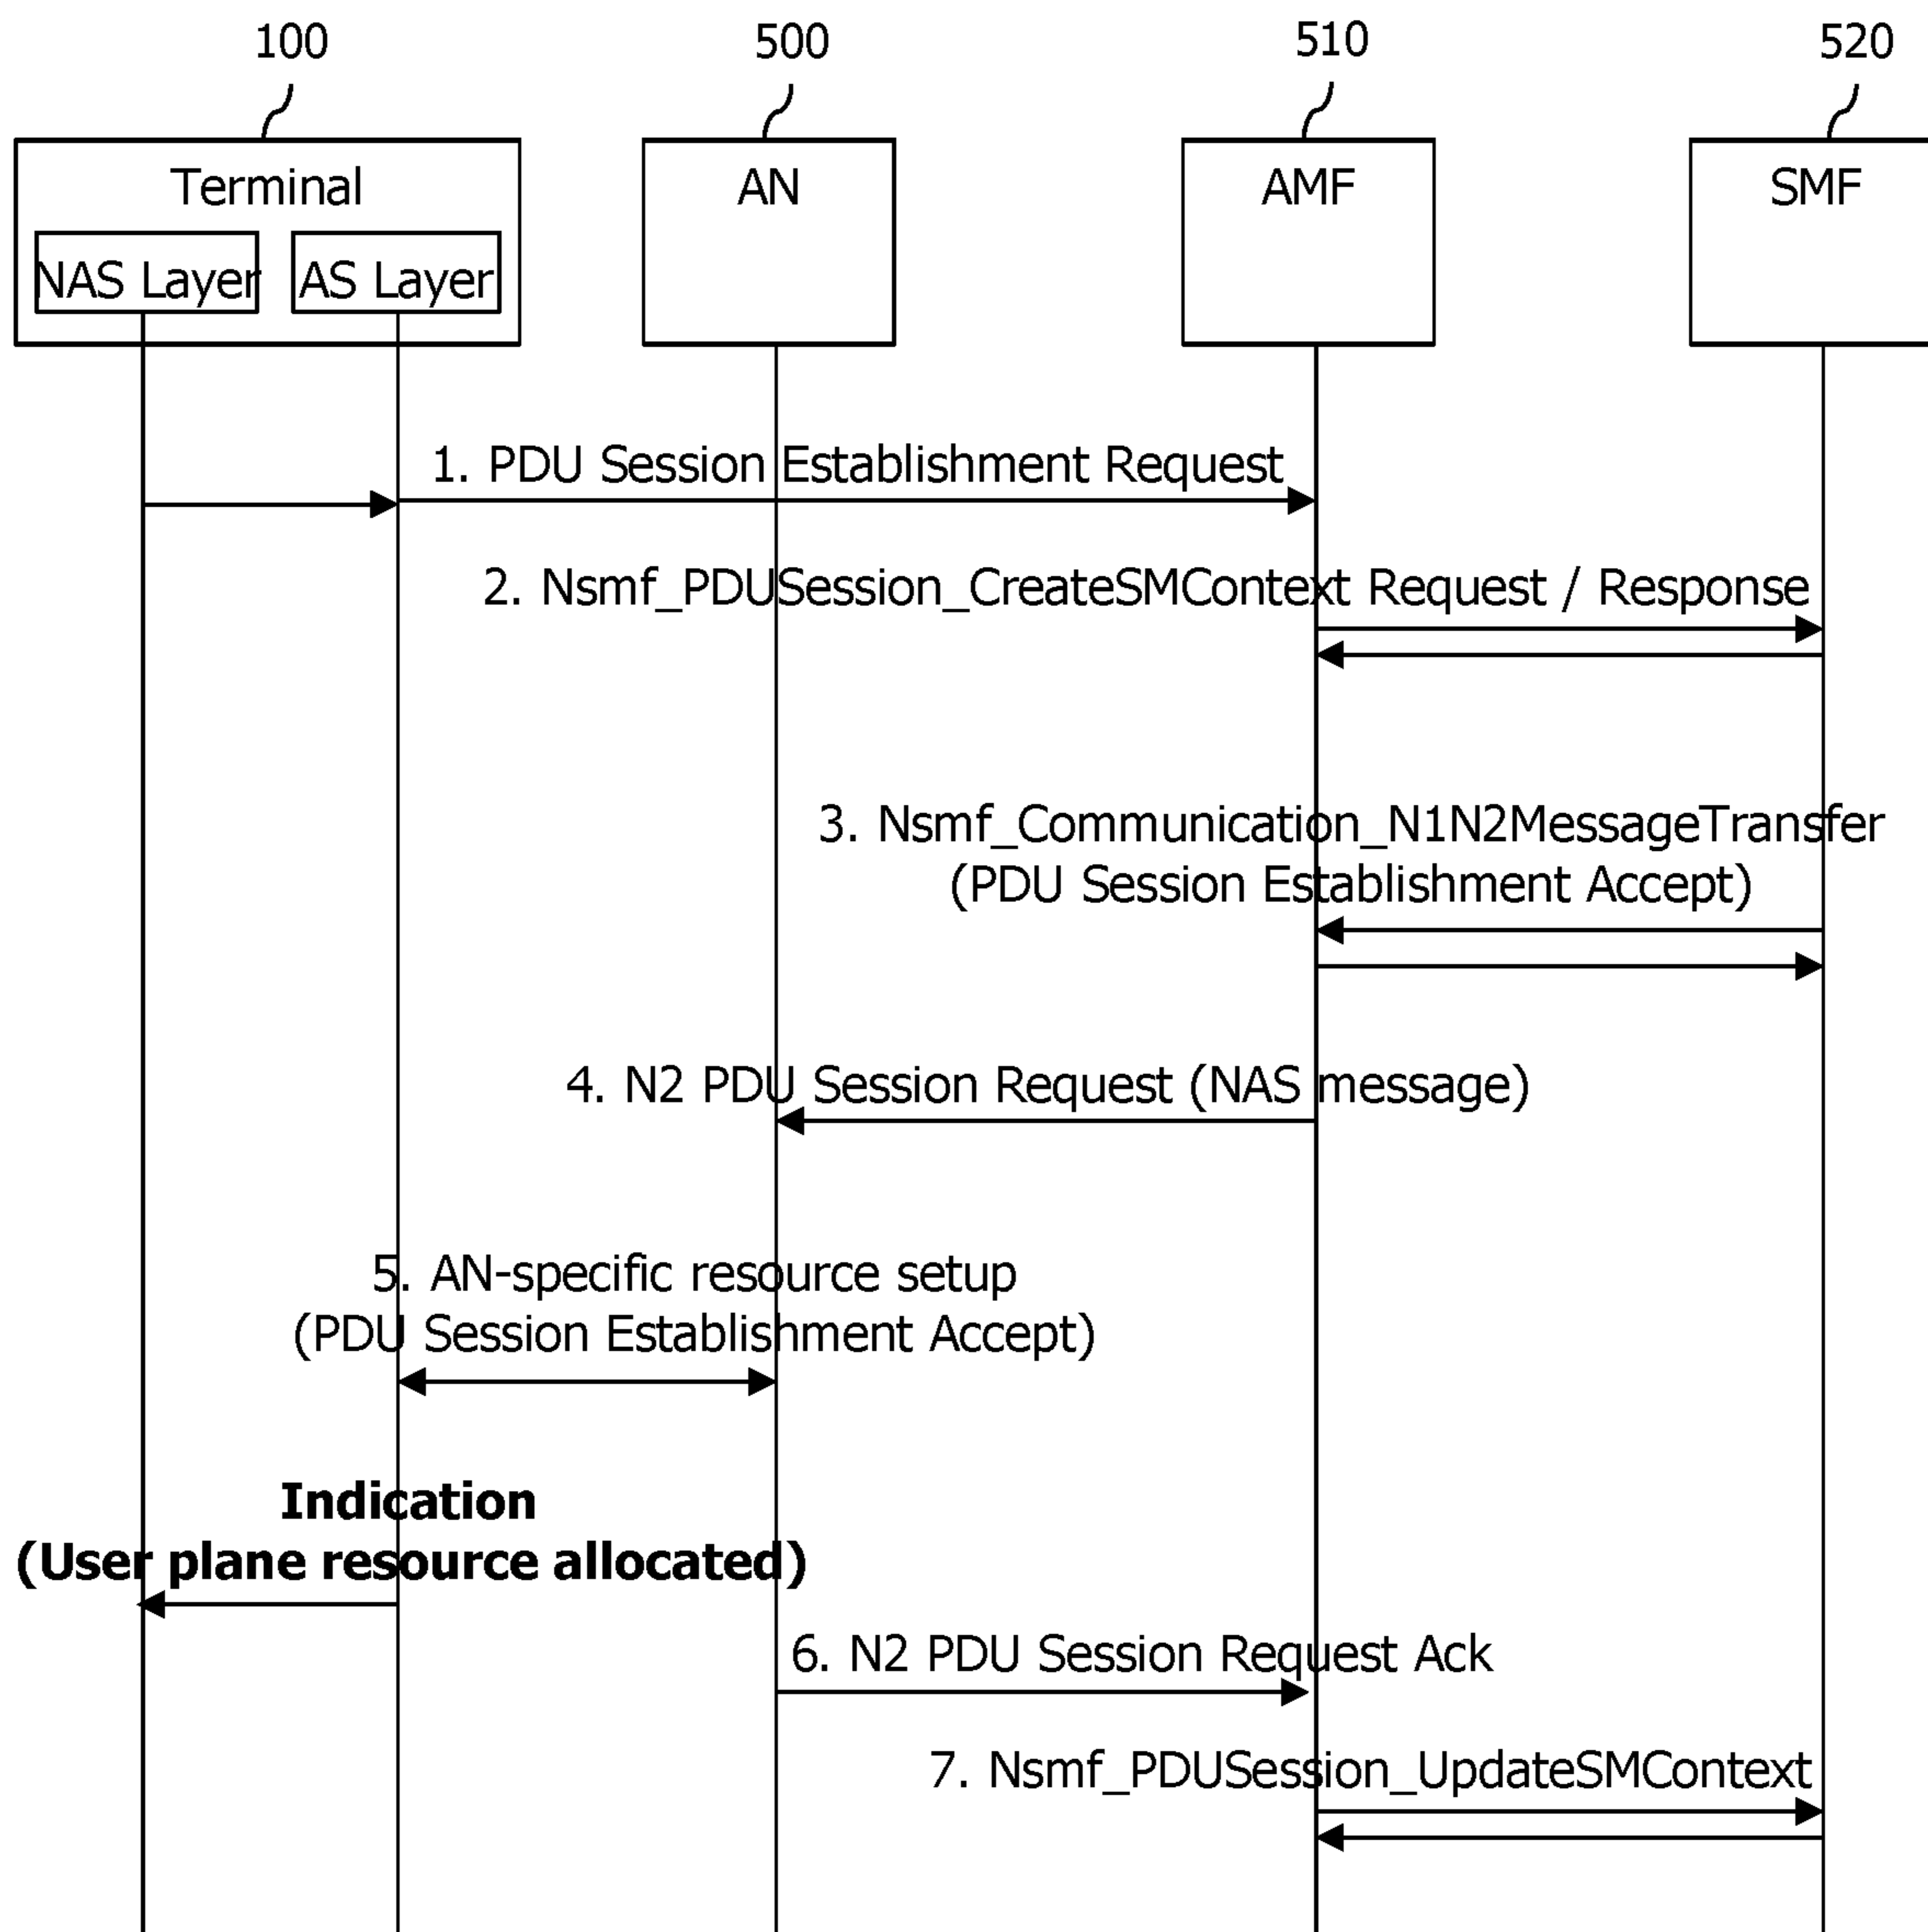 100
500
510
520
Terminal
AN
AMF
SMF
NAS Layer
AS Layer
1. PDU Session Establishment Request
2. Nsmf_PDUSession_CreateSMContext Request / Response
3. Nsmf_Communication_N1N2MessageTransfer
(PDU Session Establishment Accept)
4. N2 PDU Session Request (NAS message)
5. AN-specific resource setup
(PDU Session Establishment Accept)
Indication
(User plane resource allocated)
6. N2 PDU Session Request Ack
7. Nsmf_PDUSession_UpdateSMContext